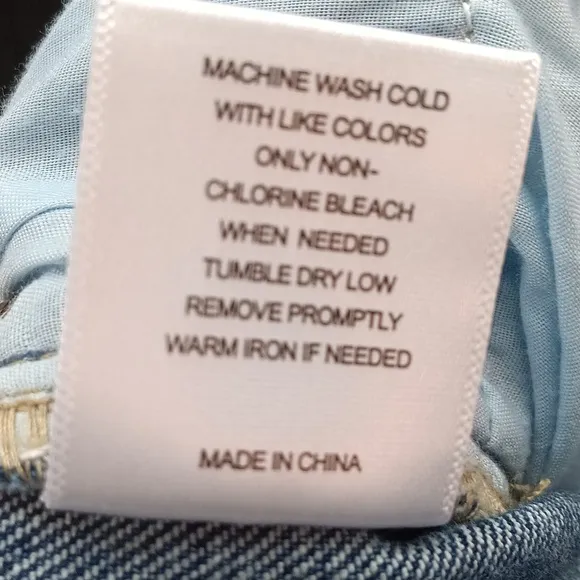 MACHINE WASH COLD
WITH LIKE COLORS
ONLY NON-
CHLORINE BLEACH
WHEN NEEDED
TUMBLE DRY LOW
REMOVE PROMPTLY
WARM IRON IF NEEDED
MADE IN CHINA